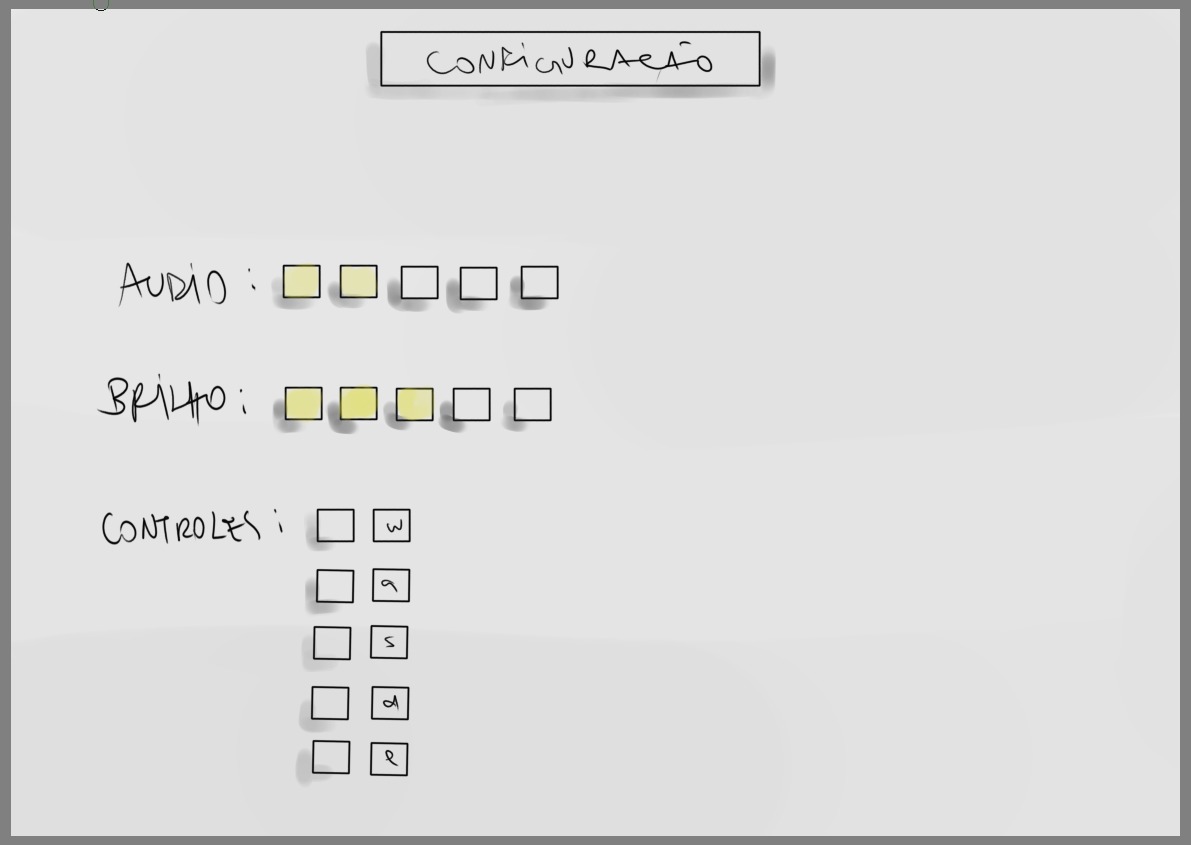 CONFIGURAÇÃO
AUDIO :
BRILHO :
CONTROLES : W
a
s
d
e